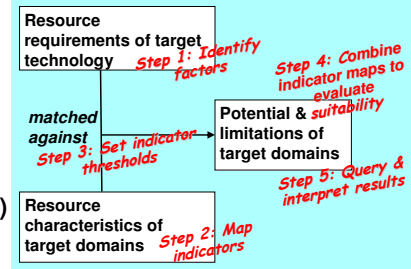 Resource
requirements of target
technology
Step 1: Identify
factors
Step 4: Combine
indicator maps to
evaluate
suitability
matched
against
Step 3: Set indicator
thresholds
Potential &
limitations of
target domains
Step 5: Query &
interpret results
)
Resource
characteristics of
target domains
Step 2: Map
indicators